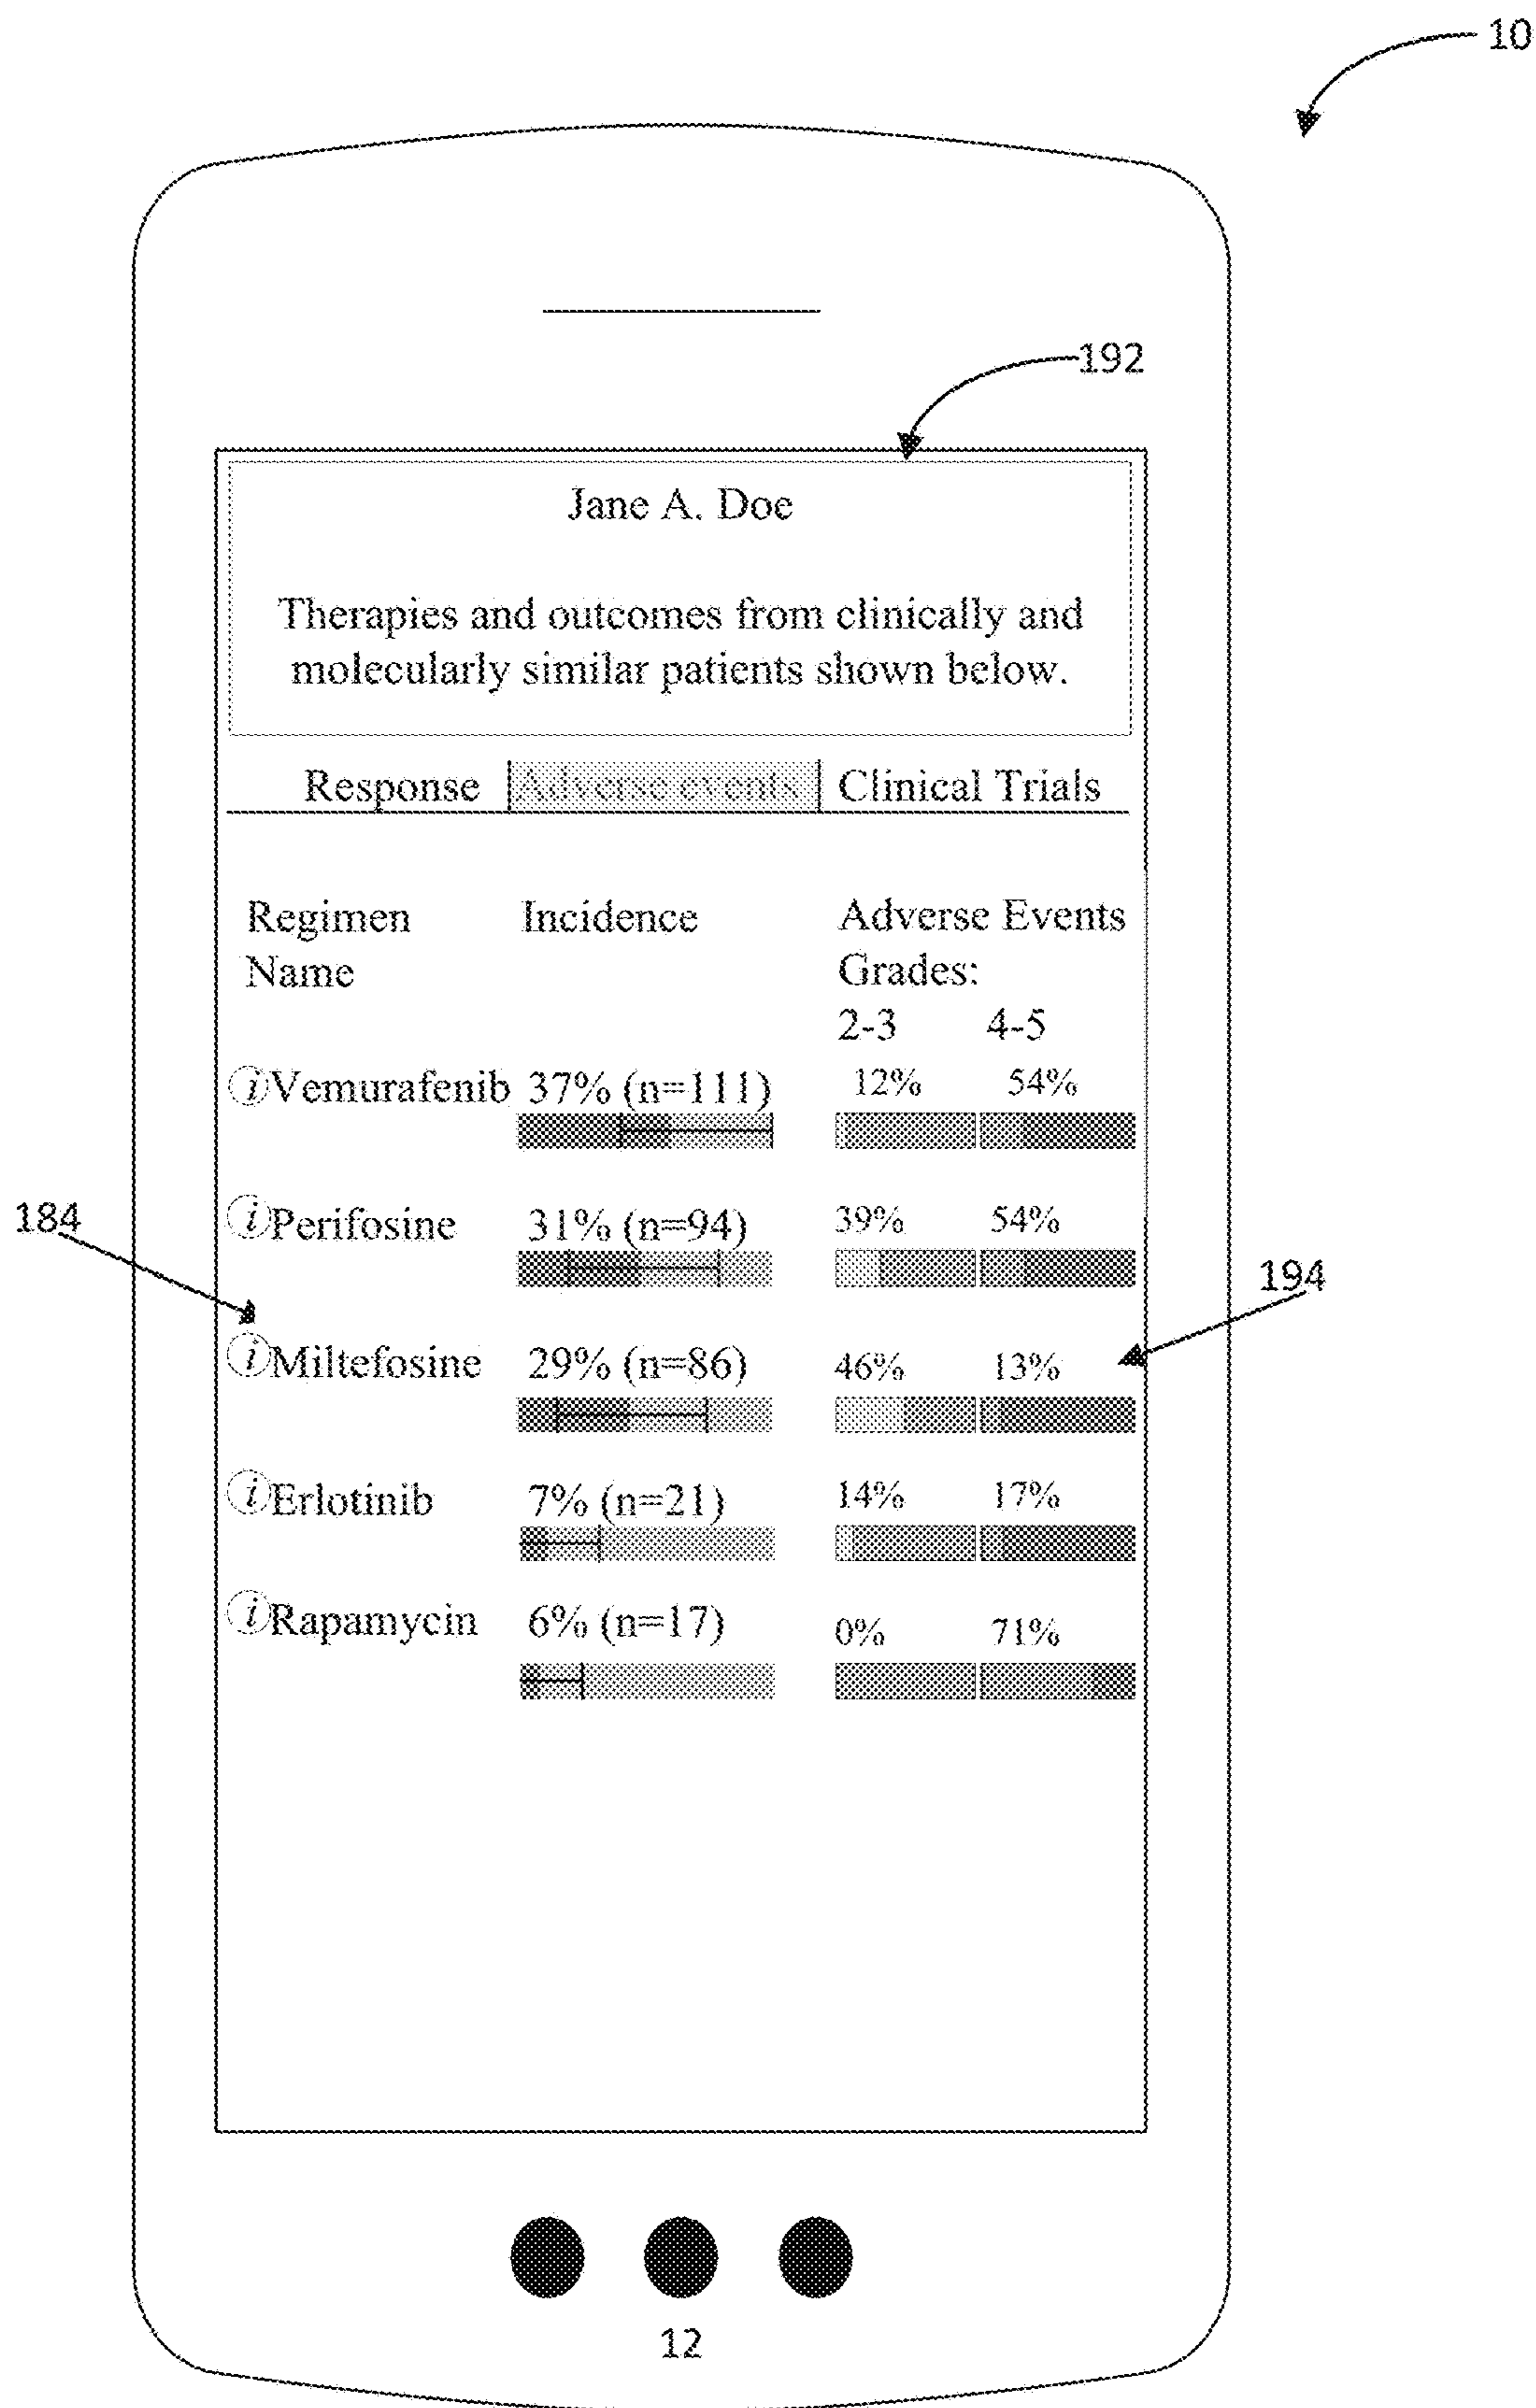 10
192
Jane A. Doe
Therapies and outcomes from clinically and
molecularly similar patients shown below.
Response Adverse events Clinical Trials
Regimen Name Incidence Adverse Events Grades:
2-3 4-5
i Vemurafenib 37% (n=111) 12% 54%
184
i Perifosine 31% (n=94) 39% 54%
194
i Miltefosine 29% (n=86) 46% 13%
i Erlotinib 7% (n=21) 14% 17%
i Rapamycin 6% (n=17) 0% 71%
12